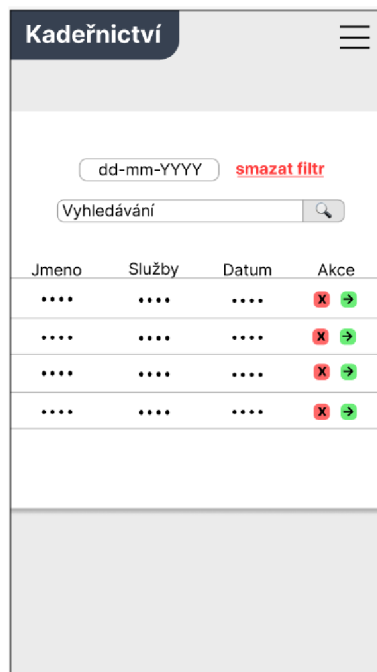 Kadeřnictví
dd-mm-YYYY smazat filtr
Vyhledávání
Jmeno Služby Datum Akce
•••• •••• •••• X →
•••• •••• •••• X →
•••• •••• •••• X →
•••• •••• •••• X →